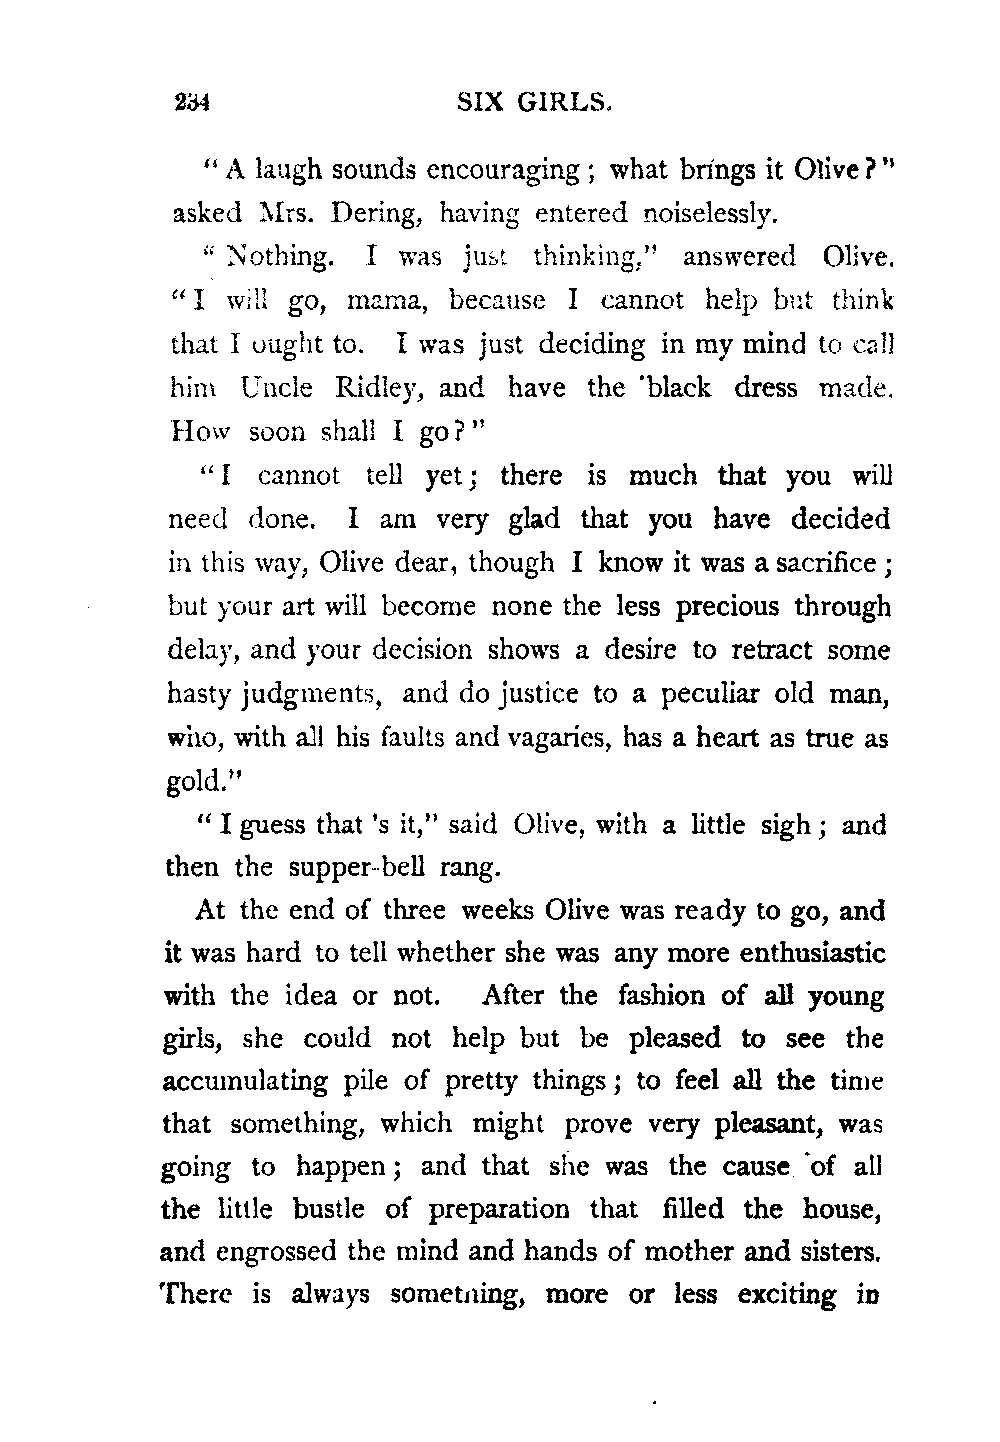 234 SIX GIRLS.
"A laugh sounds encouraging; what brings it Olive?"
asked Mrs. Dering, having entered noiselessly.
"Nothing. I was just thinking," answered Olive.
"I will go, mama, because I cannot help but think
that I ought to. I was just deciding in my mind to call
him Uncle Ridley, and have the black dress made.
How soon shall I go?"
"I cannot tell yet; there is much that you will
need done. I am very glad that you have decided
in this way, Olive dear, though I know it was a sacrifice;
but your art will become none the less precious through
delay, and your decision shows a desire to retract some
hasty judgments, and do justice to a peculiar old man,
who, with all his faults and vagaries, has a heart as true as
gold."
"I guess that 's it," said Olive, with a little sigh; and
then the supper-bell rang.
At the end of three weeks Olive was ready to go, and
it was hard to tell whether she was any more enthusiastic
with the idea or not. After the fashion of all young
girls, she could not help but be pleased to see the
accumulating pile of pretty things; to feel all the time
that something, which might prove very pleasant, was
going to happen; and that she was the cause of all
the little bustle of preparation that filled the house,
and engrossed the mind and hands of mother and sisters.
There is always something, more or less exciting in